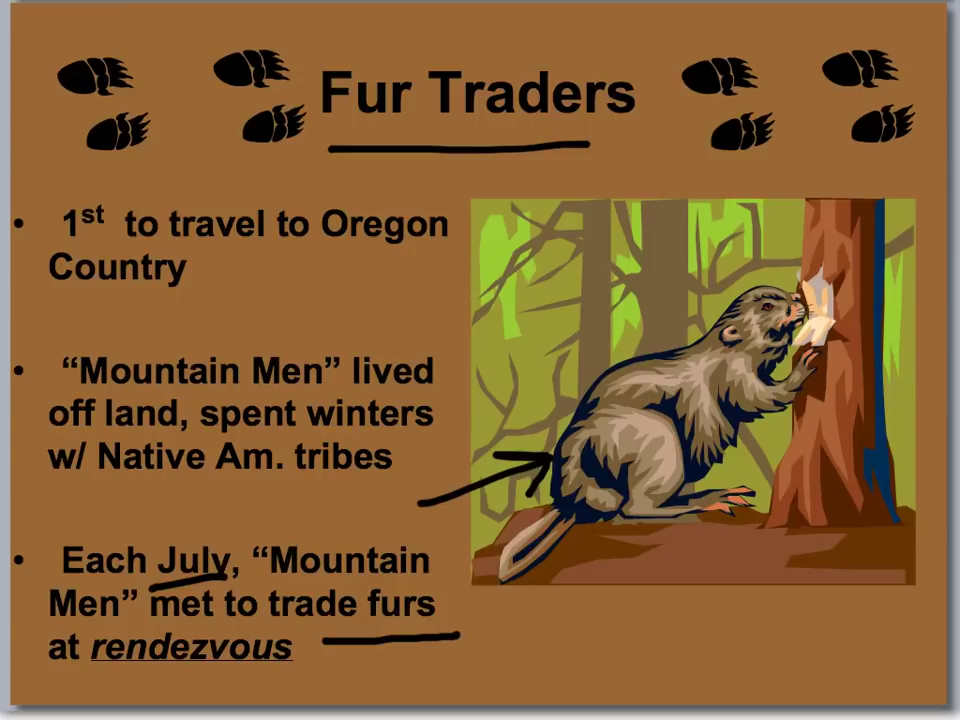 Fur Traders
• 1st to travel to Oregon
Country
• “Mountain Men” lived
off land, spent winters
w/ Native Am. tribes
• Each July, “Mountain
Men” met to trade furs
at rendezvous